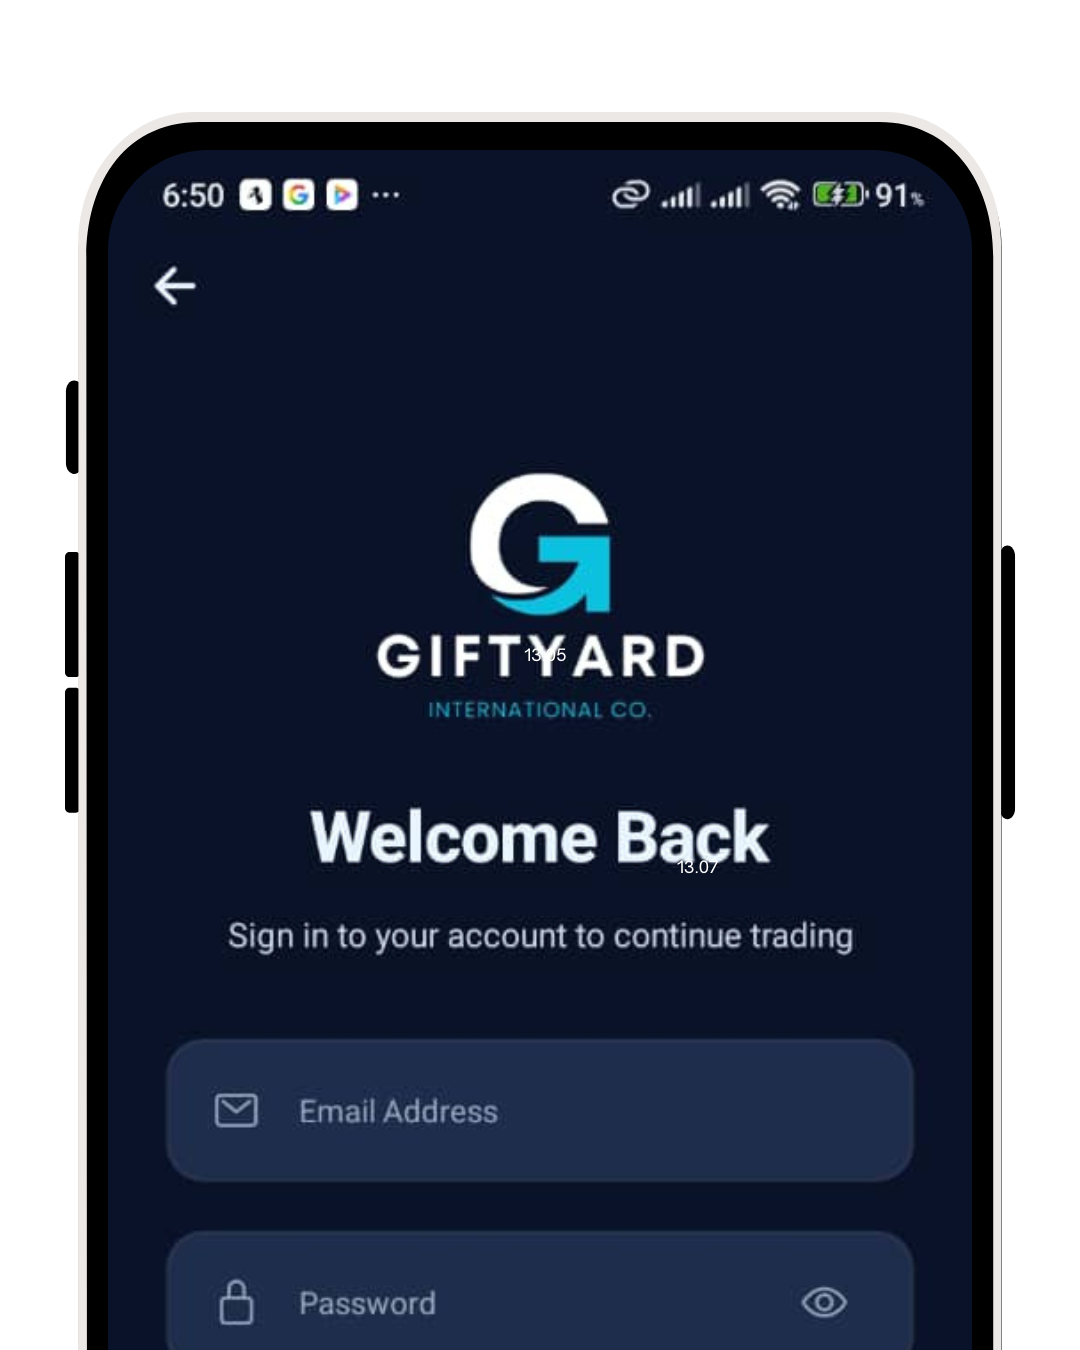 6:50 91%
GIFTYARD
13.05
INTERNATIONAL CO.
Welcome Back
13.07
Sign in to your account to continue trading
Email Address
Password